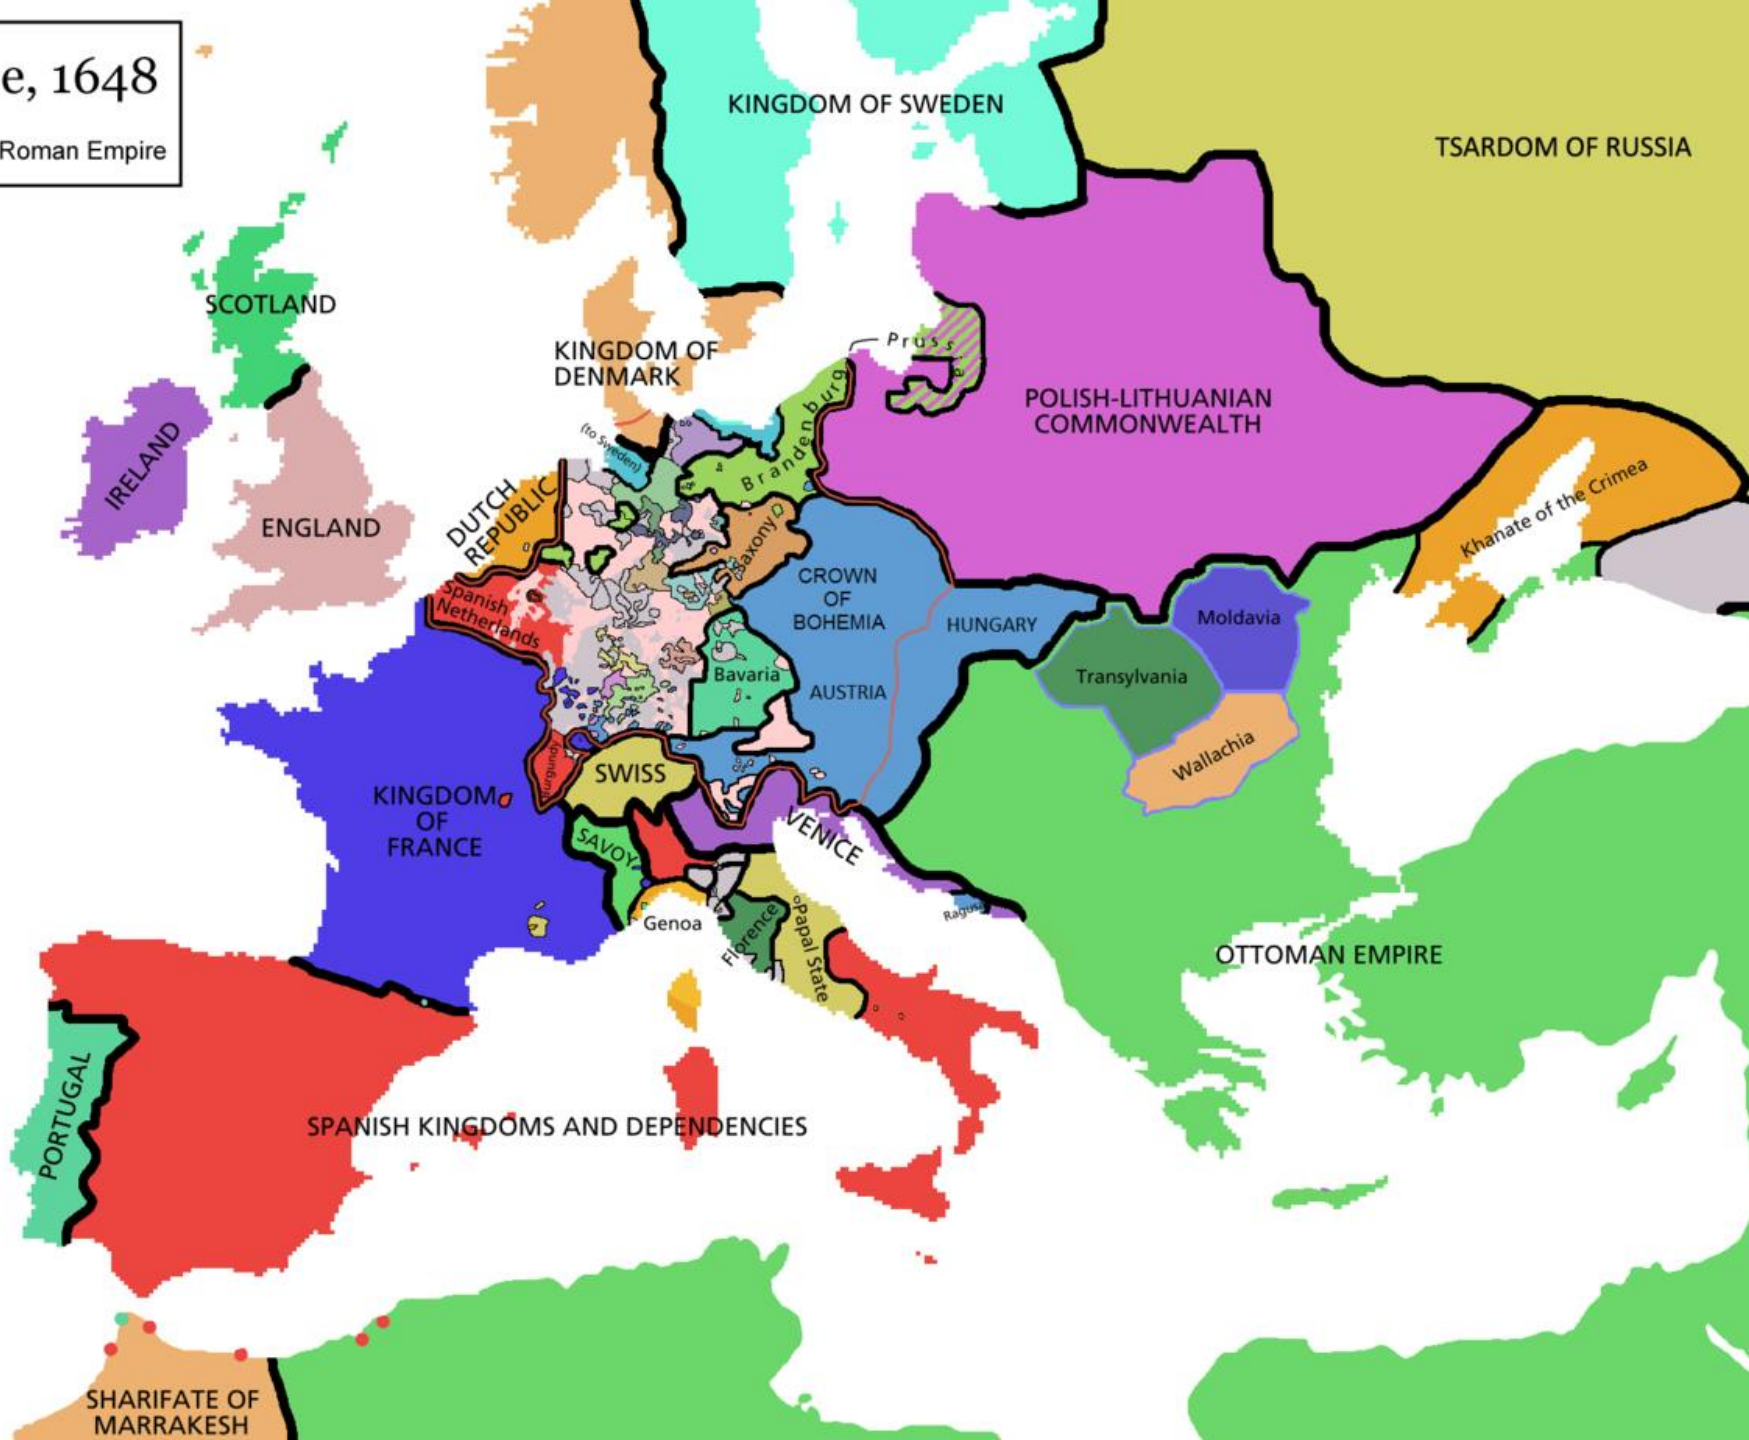 e, 1648
Roman Empire
KINGDOM OF SWEDEN
TSARDOM OF RUSSIA
SCOTLAND
KINGDOM OF
DENMARK
Prussia
POLISH-LITHUANIAN
COMMONWEALTH
IRELAND
ENGLAND
(to Sweden)
Brandenburg
DUTCH
REPUBLIC
Saxony
Khanate of the Crimea
CROWN
OF
BOHEMIA
HUNGARY
Spanish
Netherlands
Moldavia
Bavaria
AUSTRIA
Transylvania
Wallachia
Burgundy
SWISS
KINGDOM
OF
FRANCE
SAVOY
VENICE
Genoa
Florence
Papal State
Ragusa
OTTOMAN EMPIRE
PORTUGAL
SPANISH KINGDOMS AND DEPENDENCIES
SHARIFATE OF
MARRAKESH